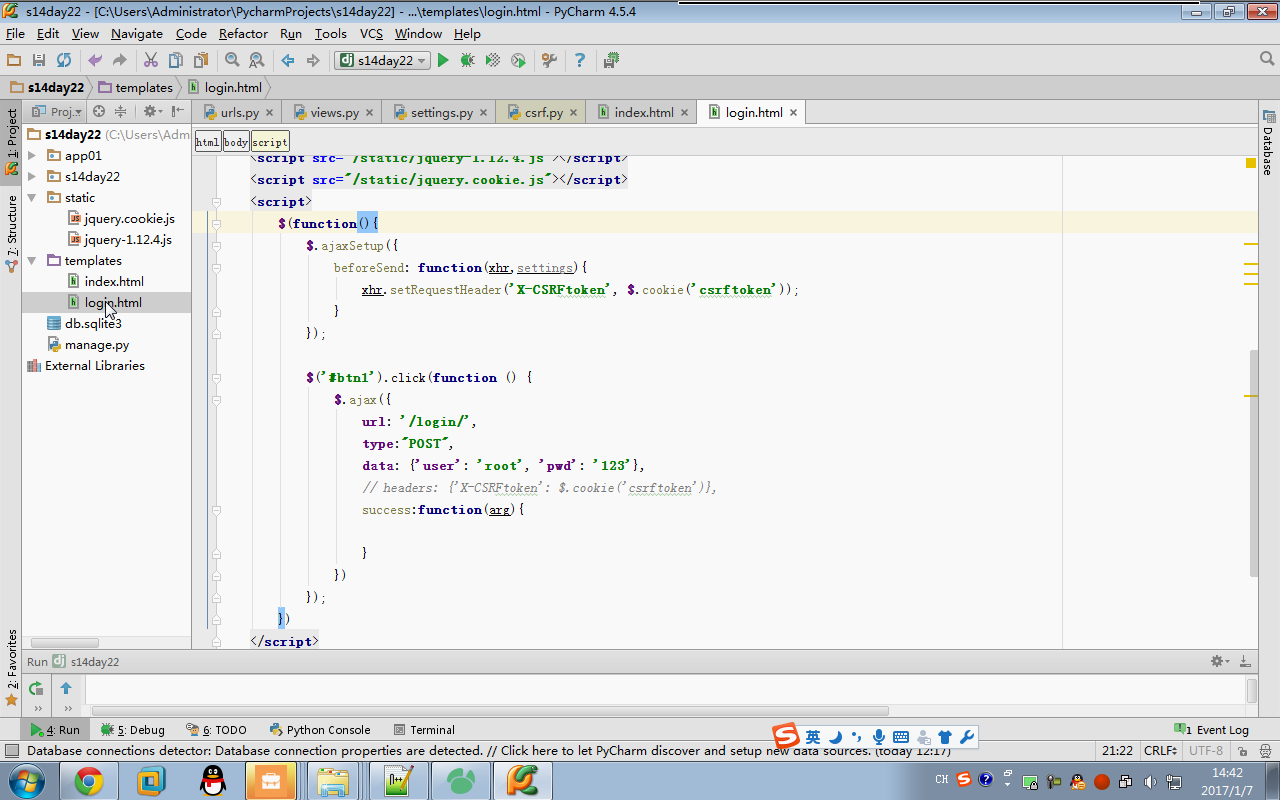 s14day22 - [C:\Users\Administrator\PycharmProjects\s14day22] - ...\templates\login.html - PyCharm 4.5.4
File Edit View Navigate Code Refactor Run Tools VCS Window Help
s14day22
s14day22 templates login.html
1: Project
7: Structure
2: Favorites
Proj...
urls.py views.py settings.py csrf.py index.html login.html
Database
s14day22 (C:\Users\Adm
app01
s14day22
static
jquery.cookie.js
jquery-1.12.4.js
templates
index.html
login.html
db.sqlite3
manage.py
External Libraries
html body script
<script src="/static/jquery-1.12.4.js"></script>
<script src="/static/jquery.cookie.js"></script>
<script>
$(function(){
$.ajaxSetup({
beforeSend: function(xhr,settings){
xhr.setRequestHeader('X-CSRFtoken', $.cookie('csrftoken'));
}
});
$('#btn1').click(function () {
$.ajax({
url: '/login/',
type:"POST",
data: {'user': 'root', 'pwd': '123'},
// headers: {'X-CSRFtoken': $.cookie('csrftoken')},
success:function(arg){
}
})
});
})
</script>
Run s14day22
4: Run 5: Debug 6: TODO Python Console Terminal
英
1 Event Log
Database connections detector: Database connection properties are detected. // Click here to let PyCharm discover and setup new data sources. (today 12:17)
21:22 CRLF UTF-8
CH
14:42
2017/1/7